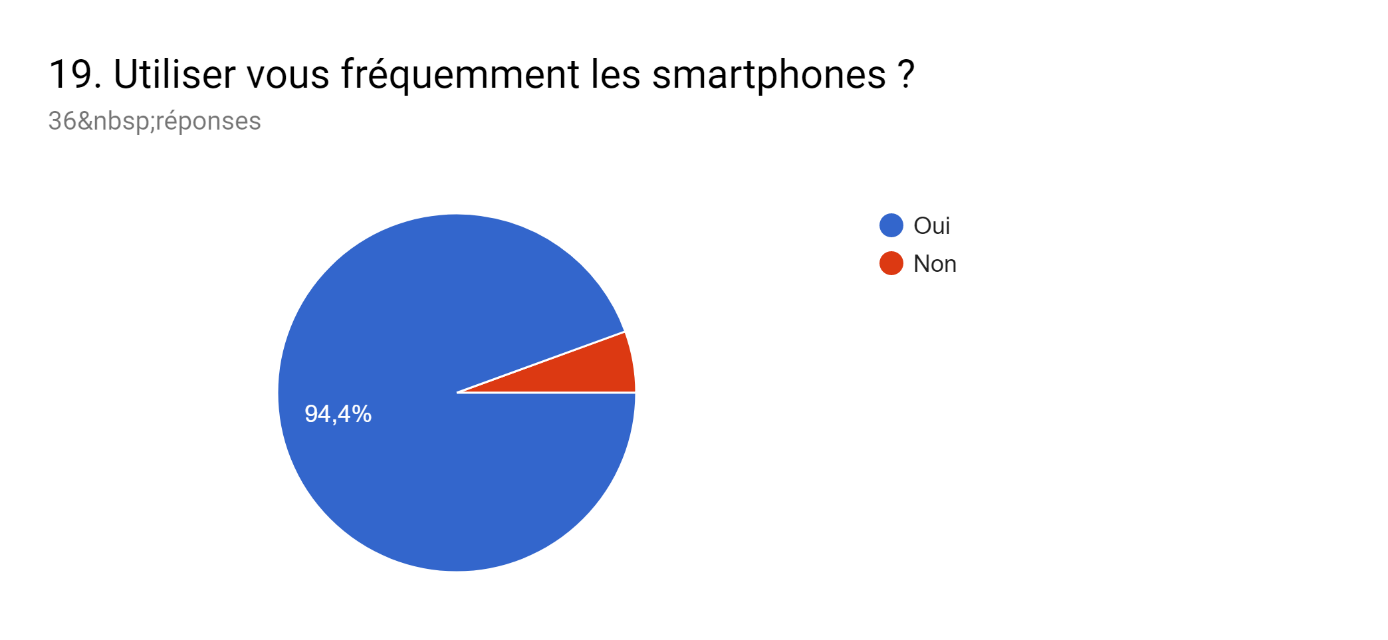 19. Utiliser vous fréquemment les smartphones ?
36&nbsp;réponses
Oui
Non
94,4%